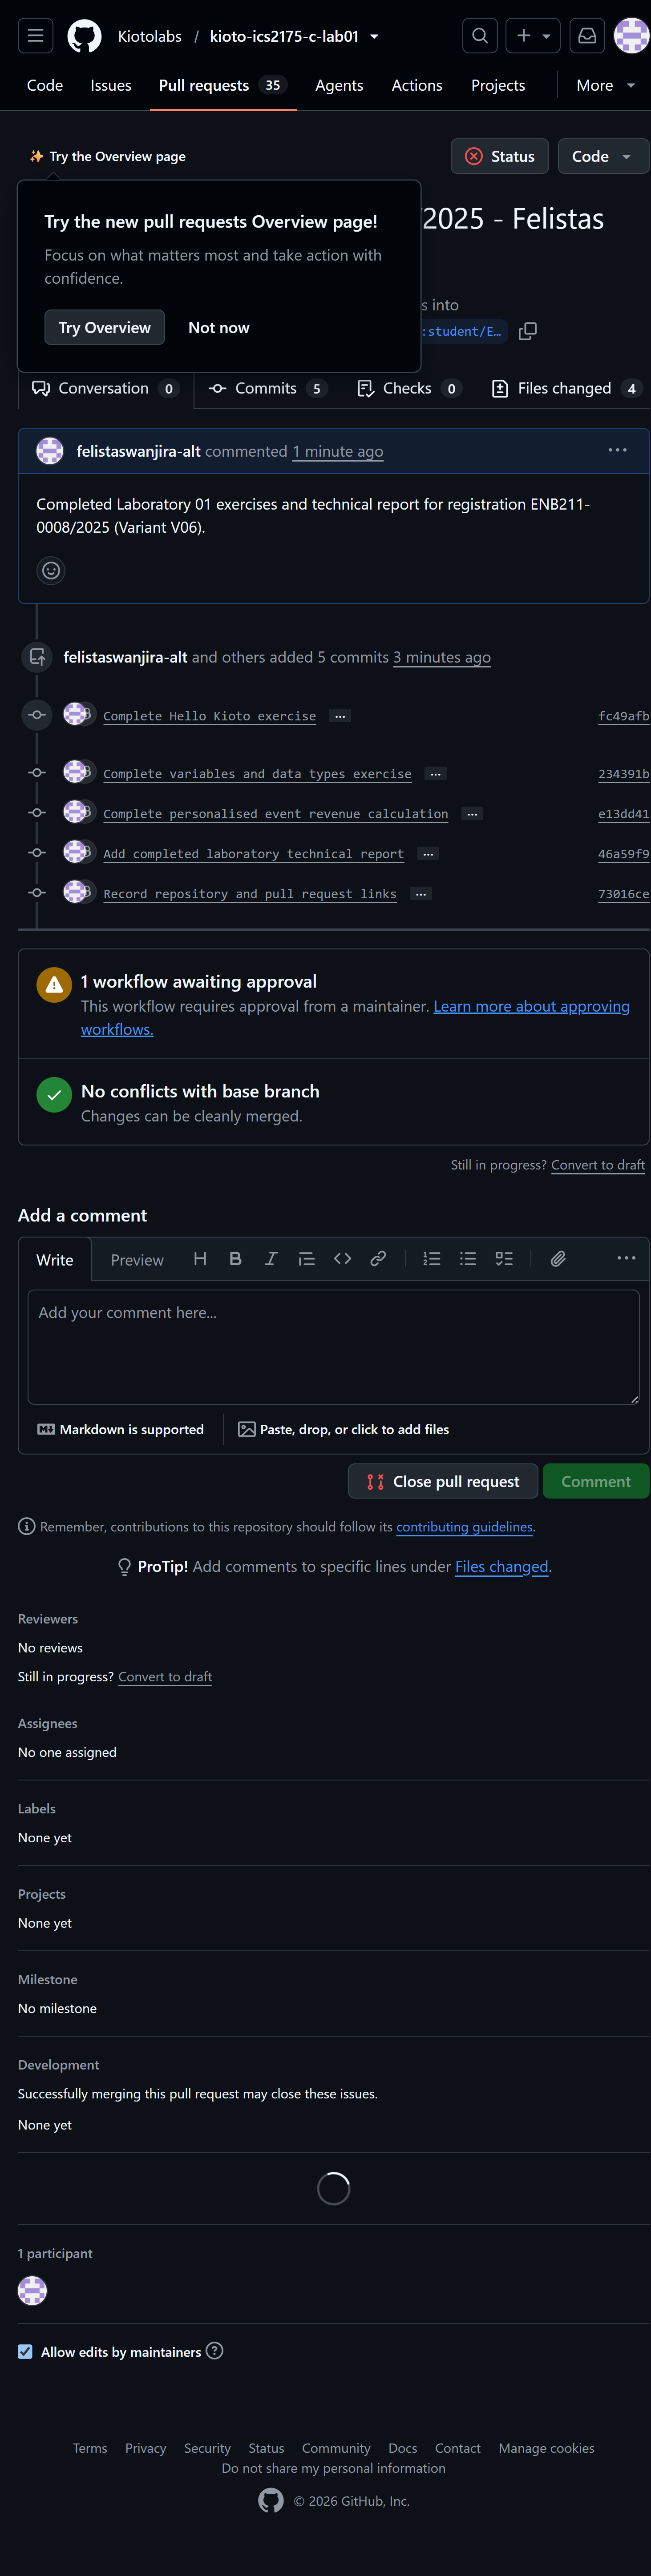 Kiotolabs / kioto-ics2175-c-lab01
Code Issues Pull requests 35 Agents Actions Projects More
Try the Overview page
Status Code
Try the new pull requests Overview page!
/2025 - Felistas
Focus on what matters most and take action with
confidence.
s into
Try Overview Not now
:student/E…
Conversation 0 Commits 5 Checks 0 Files changed 4
felistaswanjira-alt commented 1 minute ago
Completed Laboratory 01 exercises and technical report for registration ENB211-
0008/2025 (Variant V06).
felistaswanjira-alt and others added 5 commits 3 minutes ago
Complete Hello Kioto exercise … fc49afb
Complete variables and data types exercise … 234391b
Complete personalised event revenue calculation … e13dd41
Add completed laboratory technical report … 46a59f9
Record repository and pull request links … 73016ce
1 workflow awaiting approval
This workflow requires approval from a maintainer. Learn more about approving
workflows.
No conflicts with base branch
Changes can be cleanly merged.
Still in progress? Convert to draft
Add a comment
Write Preview
Add your comment here...
Markdown is supported Paste, drop, or click to add files
Close pull request Comment
Remember, contributions to this repository should follow its contributing guidelines.
ProTip! Add comments to specific lines under Files changed.
Reviewers
No reviews
Still in progress? Convert to draft
Assignees
No one assigned
Labels
None yet
Projects
None yet
Milestone
No milestone
Development
Successfully merging this pull request may close these issues.
None yet
1 participant
Allow edits by maintainers
Terms Privacy Security Status Community Docs Contact Manage cookies
Do not share my personal information
© 2026 GitHub, Inc.